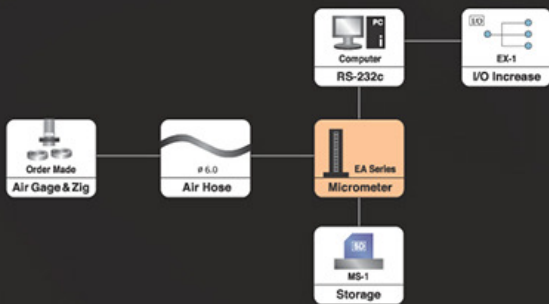 PC
Computer
RS-232c
I/O
EX-1
I/O Increase
Order Made
Air Gage & Zig
ø 6.0
Air Hose
EA Series
Micrometer
SD
MS-1
Storage